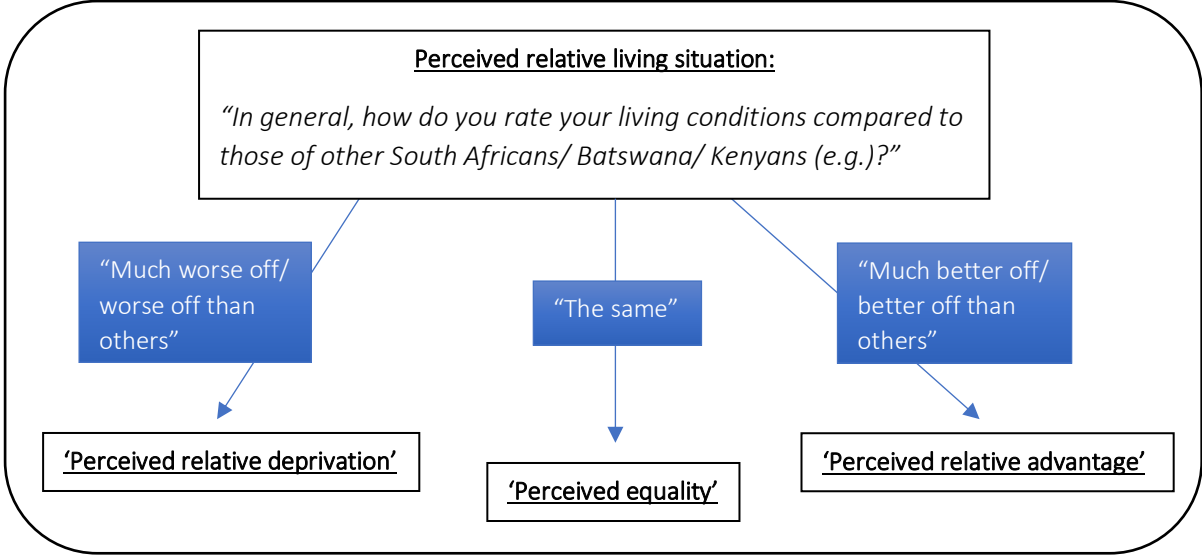 Perceived relative living situation:
“In general, how do you rate your living conditions compared to
those of other South Africans/ Batswana/ Kenyans (e.g.)?”
“Much worse off/
worse off than
others”
“The same”
“Much better off/
better off than
others”
‘Perceived relative deprivation’
‘Perceived equality’
‘Perceived relative advantage’